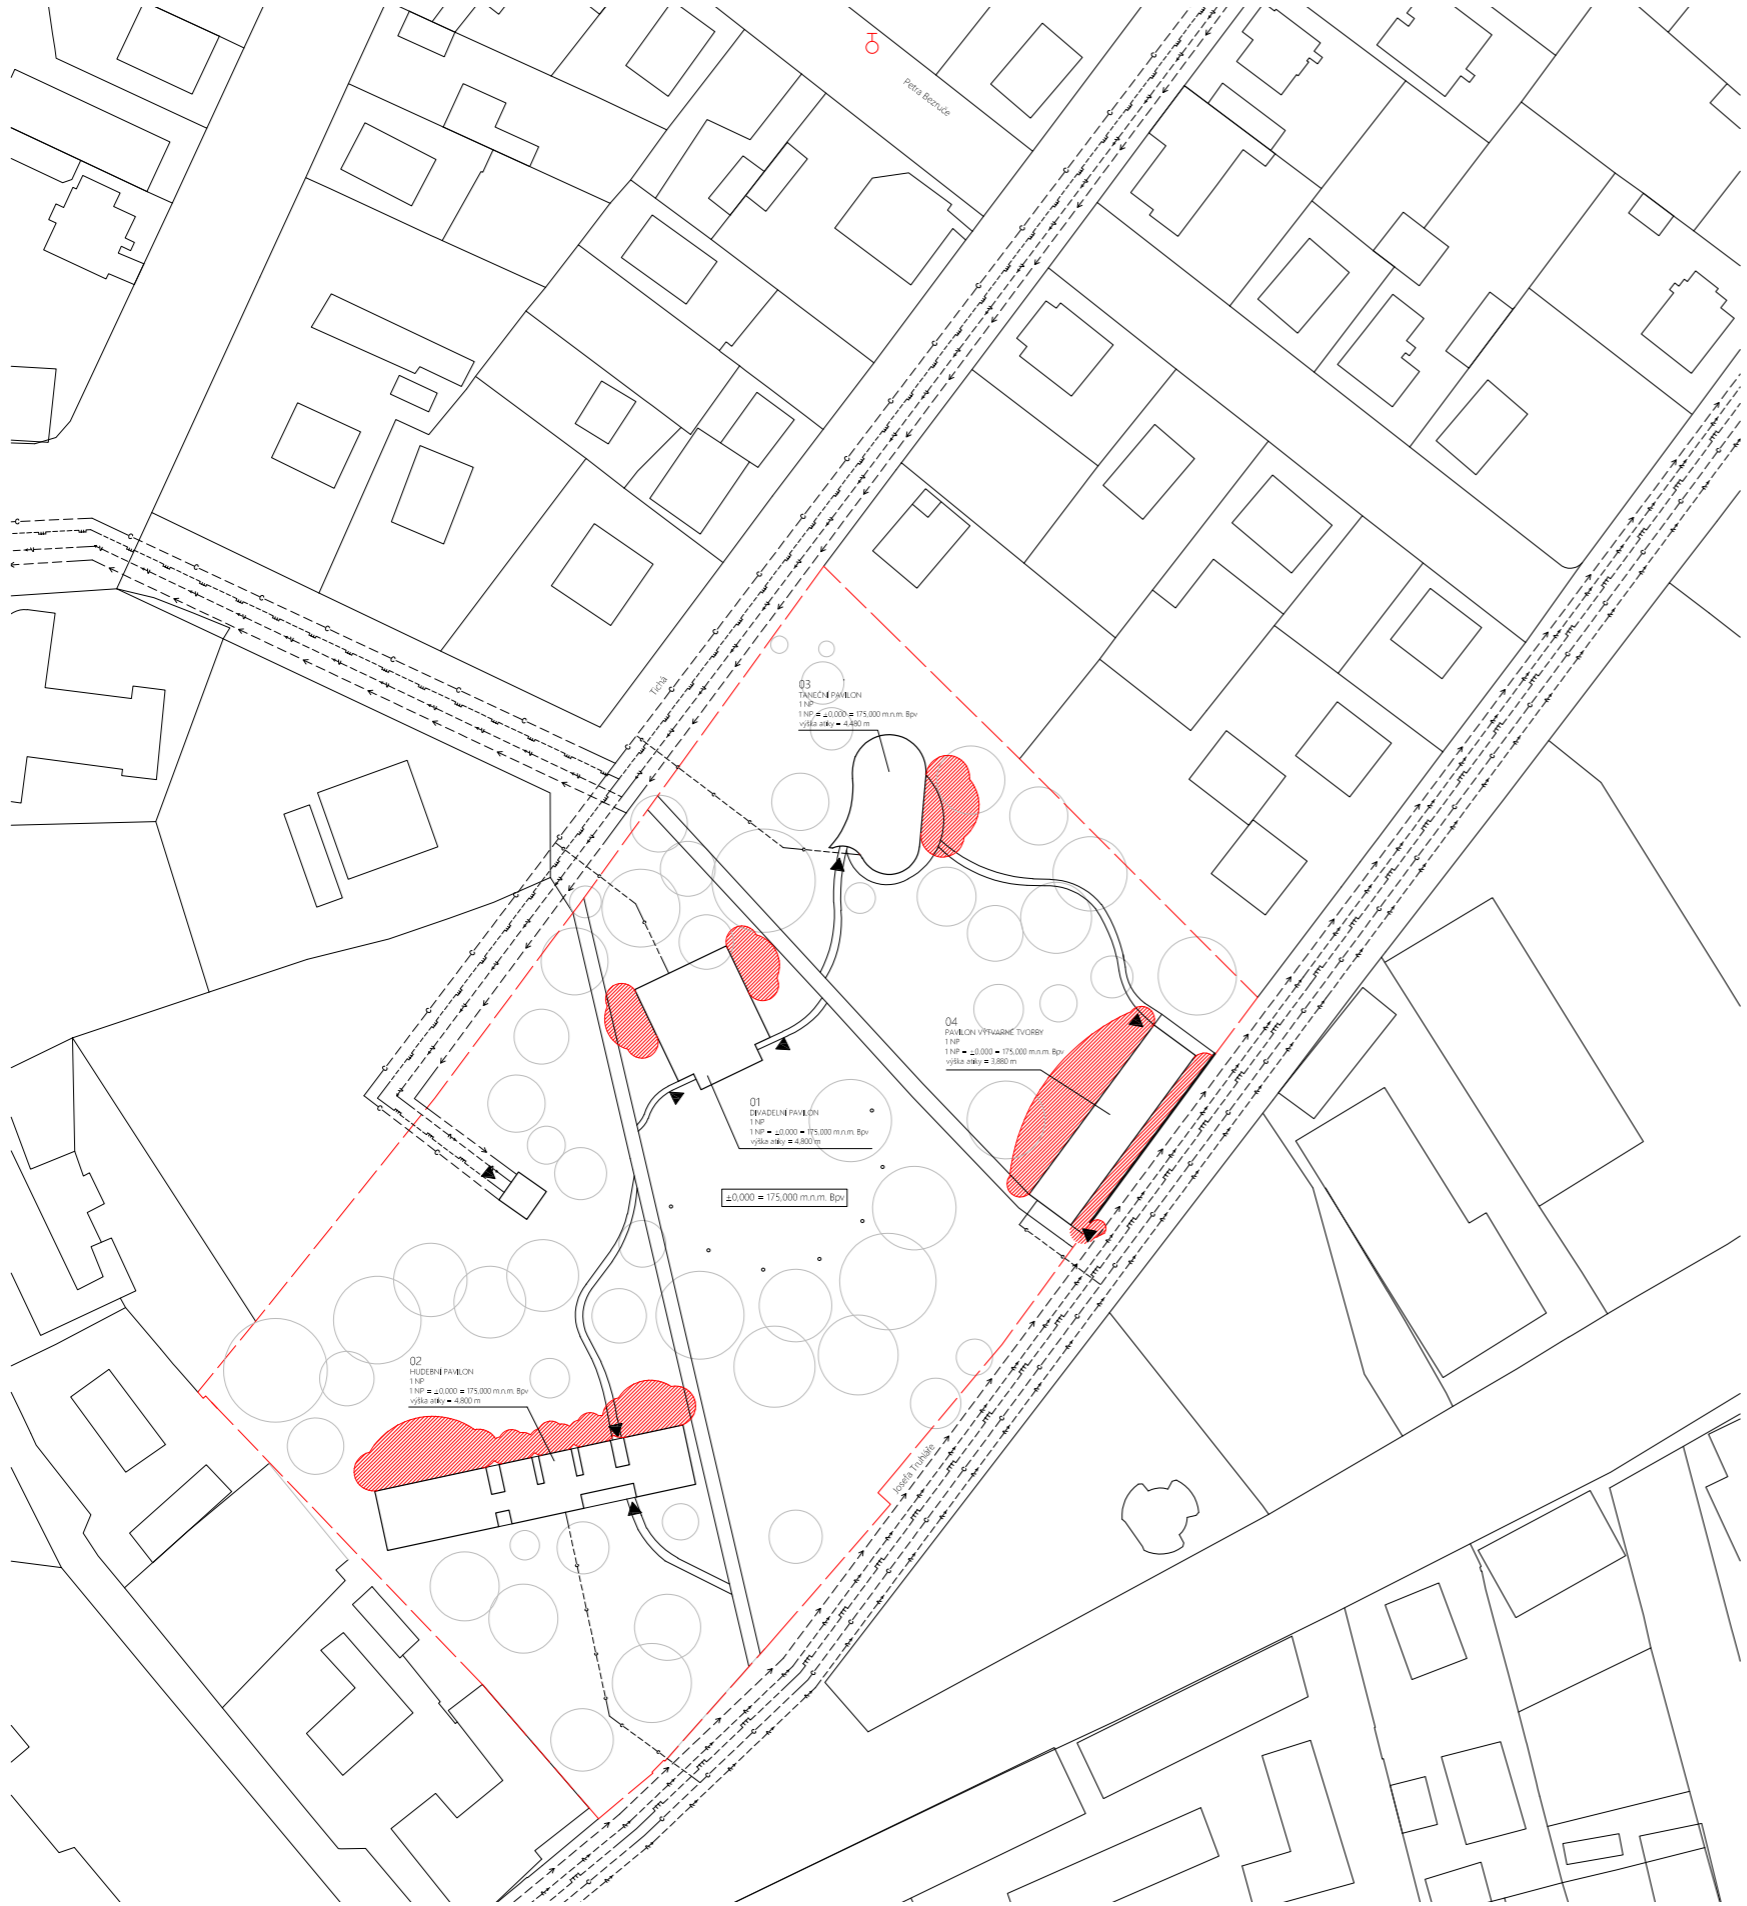 Petra Bezruče
Tichá
03
TANEČNÍ PAVILON
1 NP
1 NP = ±0,000 = 175,000 m.n.m. Bpv
výška atiky = 4,480 m
04
PAVILON VÝTVARNÉ TVORBY
1 NP
1 NP = ±0,000 = 175,000 m.n.m. Bpv
výška atiky = 3,880 m
01
DIVADELNÍ PAVILON
1 NP
1 NP = ±0,000 = 175,000 m.n.m. Bpv
výška atiky = 4,800 m
±0,000 = 175,000 m.n.m. Bpv
02
HUDEBNÍ PAVILON
1 NP
1 NP = ±0,000 = 175,000 m.n.m. Bpv
výška atiky = 4,800 m
Josefa Truhláře